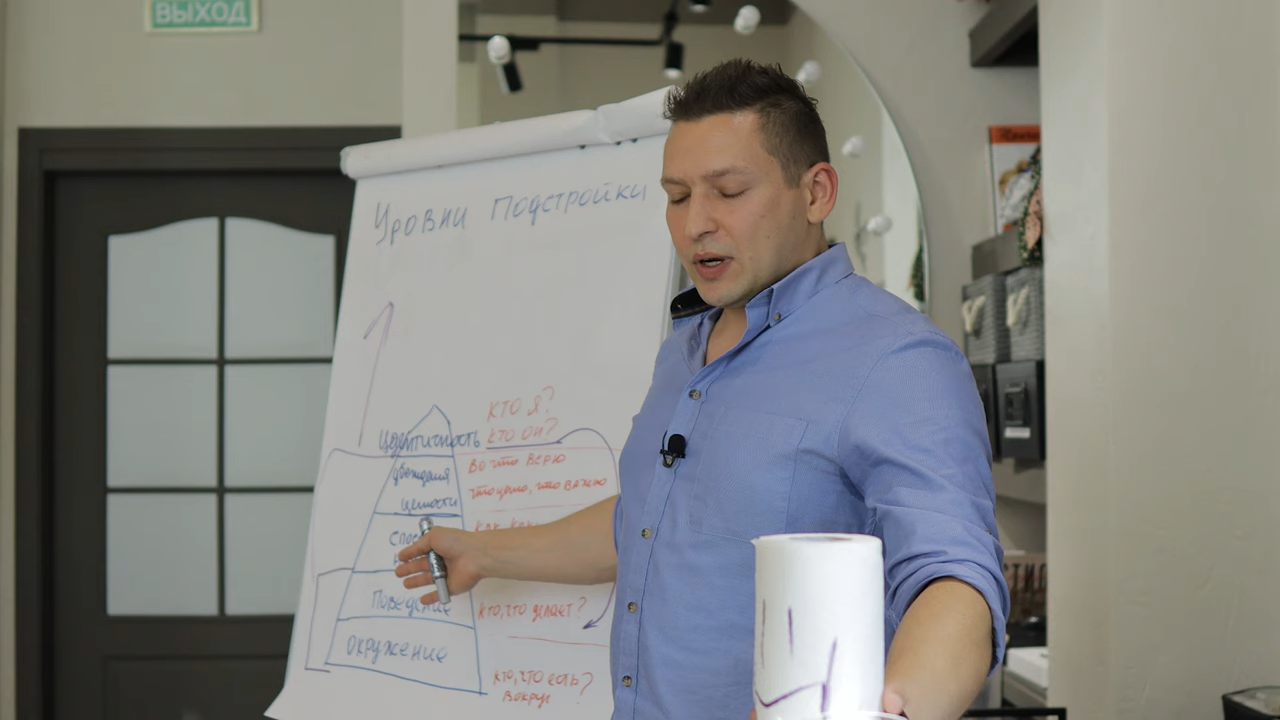 ВЫХОД
Уровни подстройки
Идентичность
кто я?
кто он?
убеждения
ценности
во что верю
что ценю, что важно
Поведение
кто, что делает?
Окружение
кто, что есть?
вокруг